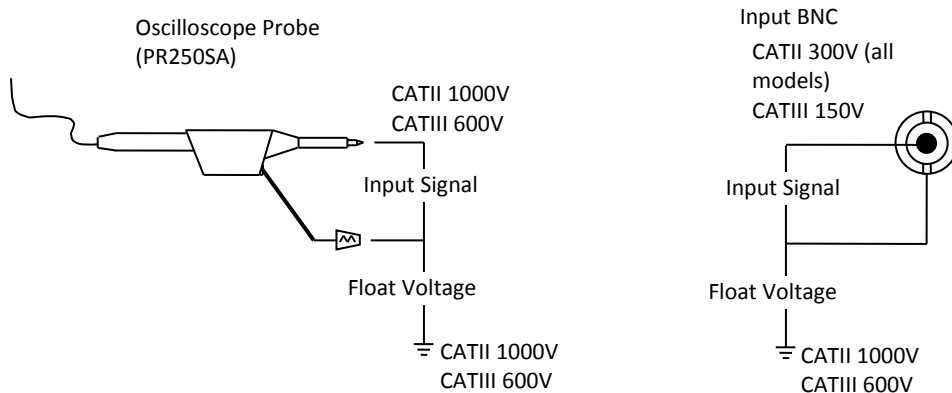 Oscilloscope Probe
(PR250SA)
CATII 1000V
CATIII 600V
Input Signal
Float Voltage
CATII 1000V
CATIII 600V
Input BNC
CATII 300V (all
models)
CATIII 150V
Input Signal
Float Voltage
CATII 1000V
CATIII 600V